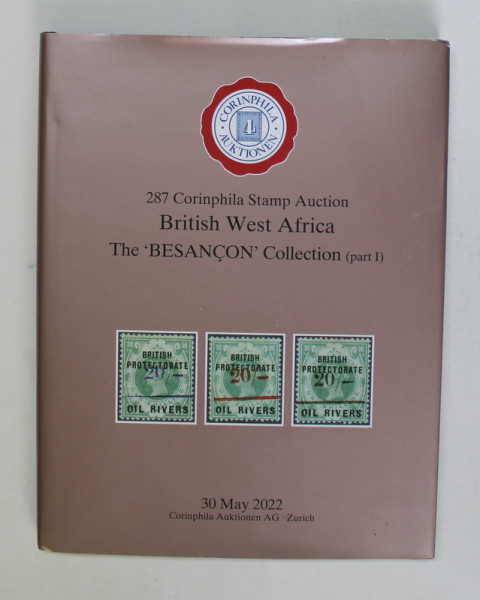 CORINPHILA
4
AUKTIONEN
287 Corinphila Stamp Auction
British West Africa
The 'BESANÇON' Collection (part I)
BRITISH
PROTECTORATE
20/-
OIL RIVERS
BRITISH
PROTECTORATE
20/-
OIL RIVERS
BRITISH
PROTECTORATE
20/-
OIL RIVERS
30 May 2022
Corinphila Auktionen AG - Zurich